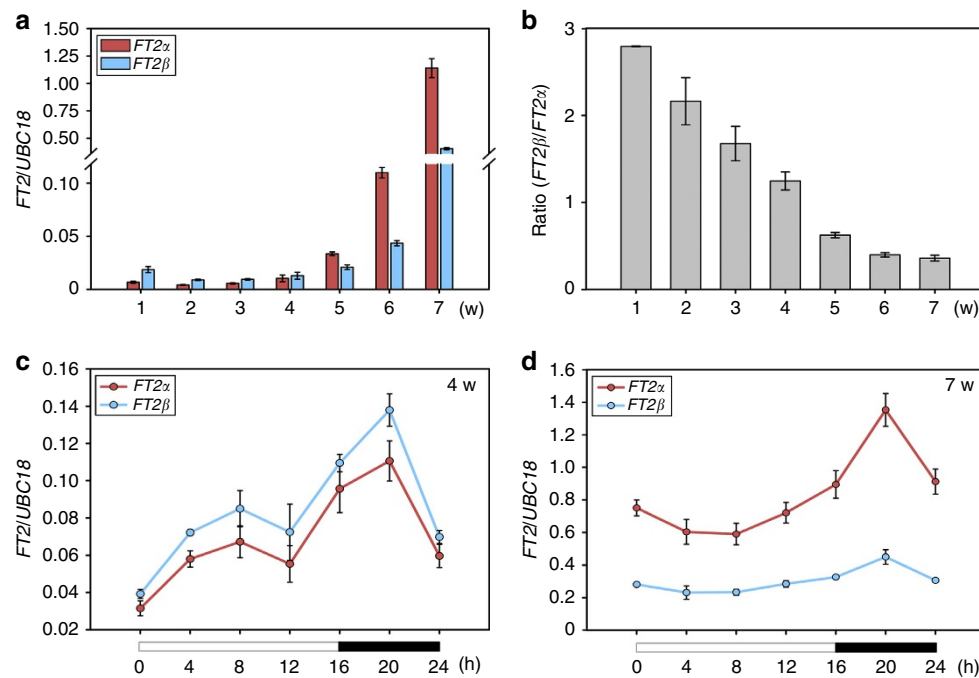 a
FT2/UBC18
1.50
1.25
1.00
0.75
0.50
0.10
0.05
0
FT2α
FT2β
1 2 3 4 5 6 7 (w)
b
Ratio (FT2β/FT2α)
3
2
1
0
1 2 3 4 5 6 7 (w)
c
FT2/UBC18
0.16
0.14
0.12
0.10
0.08
0.06
0.04
0.02
FT2α
FT2β
4 w
0 4 8 12 16 20 24 (h)
d
FT2/UBC18
1.6
1.4
1.2
1.0
0.8
0.6
0.4
0.2
0
FT2α
FT2β
7 w
0 4 8 12 16 20 24 (h)